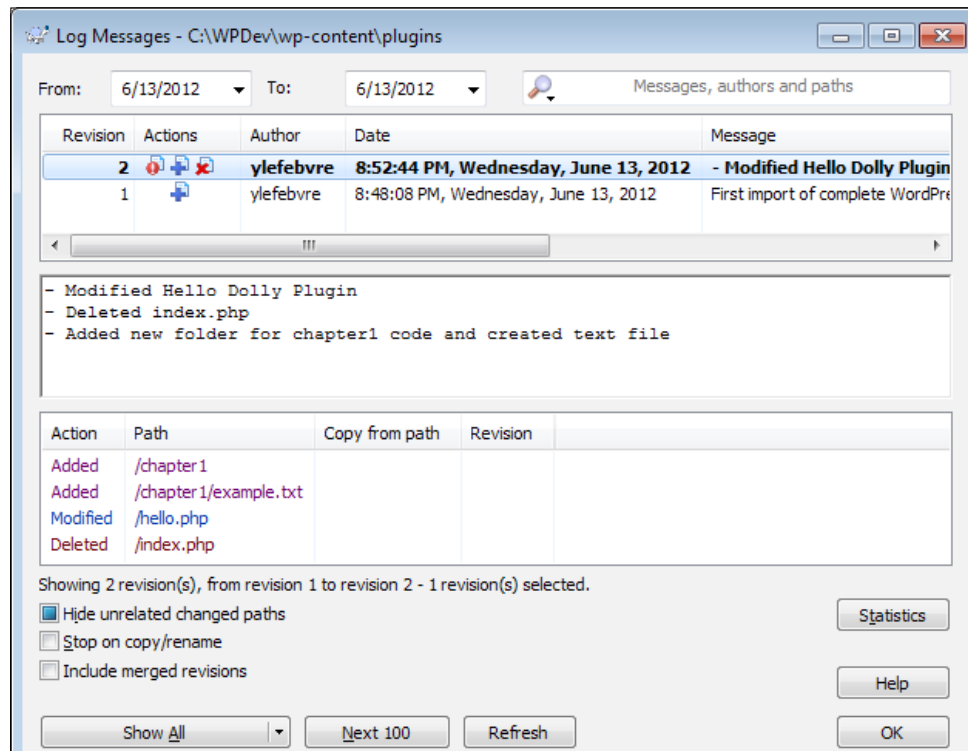 Log Messages - C:\WPDev\wp-content\plugins
From: 6/13/2012 To: 6/13/2012 Messages, authors and paths
Revision Actions Author Date Message
2 ylefebvre 8:52:44 PM, Wednesday, June 13, 2012 - Modified Hello Dolly Plugin
1 ylefebvre 8:48:08 PM, Wednesday, June 13, 2012 First import of complete WordPre
- Modified Hello Dolly Plugin
- Deleted index.php
- Added new folder for chapter1 code and created text file
Action Path Copy from path Revision
Added /chapter1
Added /chapter1/example.txt
Modified /hello.php
Deleted /index.php
Showing 2 revision(s), from revision 1 to revision 2 - 1 revision(s) selected.
Hide unrelated changed paths
Statistics
Stop on copy/rename
Include merged revisions
Help
Show All Next 100 Refresh OK